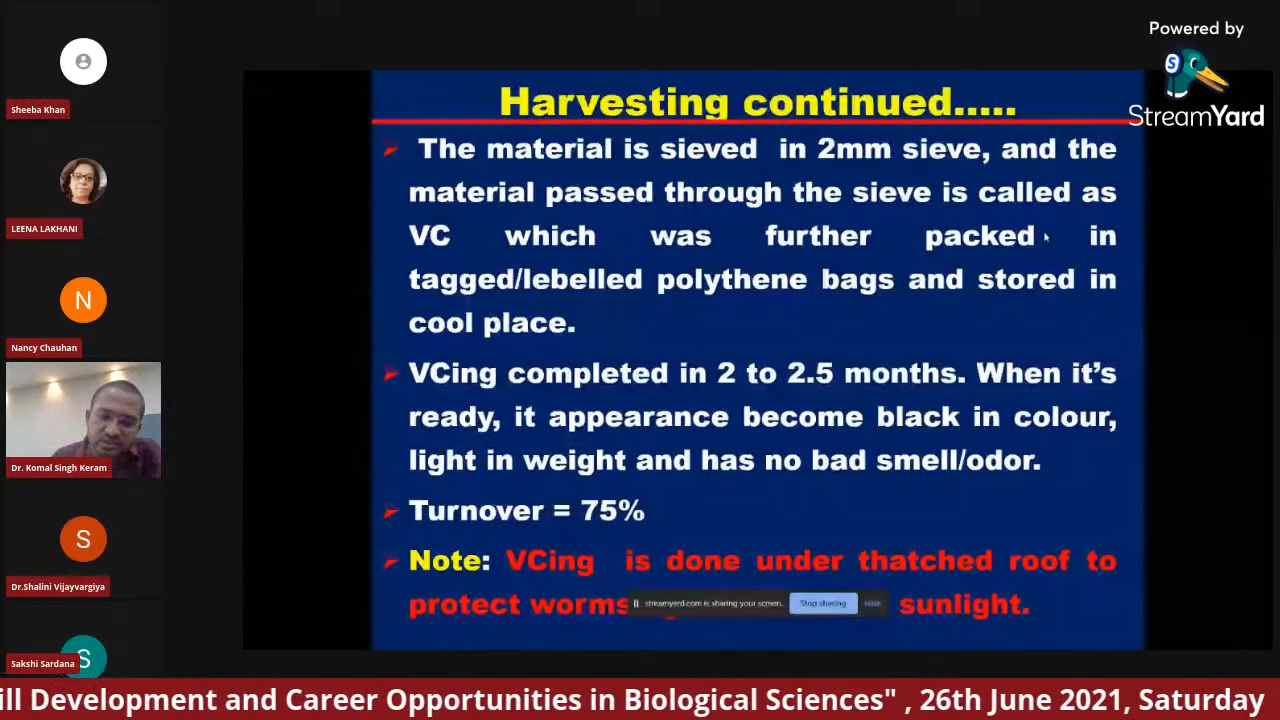 Powered by
StreamYard
Sheeba Khan
LEENA LAKHANI
N
Nancy Chauhan
Dr. Komal Singh Keram
S
Dr.Shalini Vijayvargiya
S
Sakshi Sardana
Harvesting continued.....
The material is sieved in 2mm sieve, and the
material passed through the sieve is called as
VC which was further packed in
tagged/lebelled polythene bags and stored in
cool place.
VCing completed in 2 to 2.5 months. When it’s
ready, it appearance become black in colour,
light in weight and has no bad smell/odor.
Turnover = 75%
Note: VCing is done under thatched roof to
protect worms sunlight.
streamyard.com is sharing your screen. Stop sharing Hide
ill Development and Career Opportunities in Biological Sciences" , 26th June 2021, Saturday